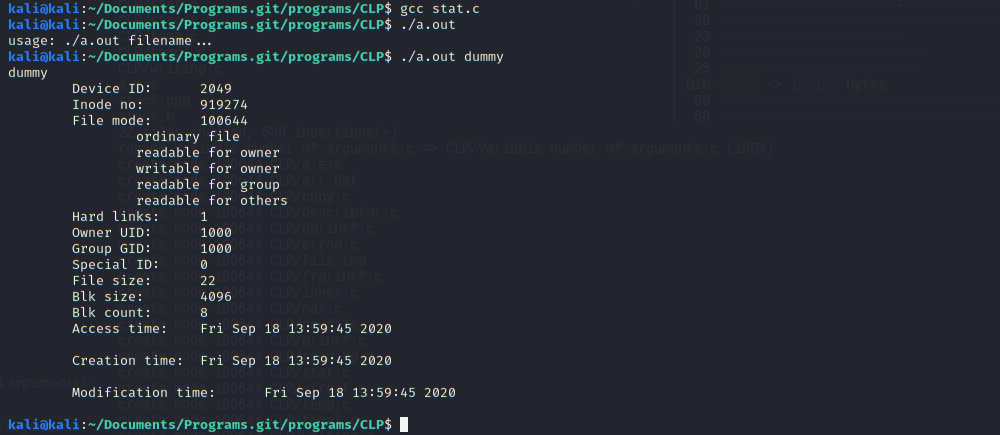 kali@kali:~/Documents/Programs.git/programs/CLP$ gcc stat.c
kali@kali:~/Documents/Programs.git/programs/CLP$ ./a.out
usage: ./a.out filename...
kali@kali:~/Documents/Programs.git/programs/CLP$ ./a.out dummy
dummy
Device ID: 2049
Inode no: 919274
File mode: 100644
ordinary file
readable for owner
writable for owner
readable for group
readable for others
Hard links: 1
Owner UID: 1000
Group GID: 1000
Special ID: 0
File size: 22
Blk size: 4096
Blk count: 8
Access time: Fri Sep 18 13:59:45 2020
Creation time: Fri Sep 18 13:59:45 2020
Modification time: Fri Sep 18 13:59:45 2020
kali@kali:~/Documents/Programs.git/programs/CLP$